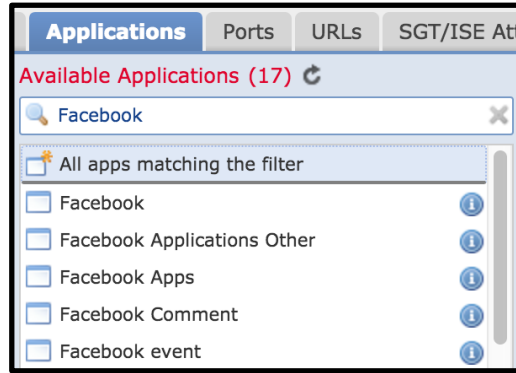 Applications Ports URLs SGT/ISE Att
Available Applications (17)
Facebook
All apps matching the filter
Facebook
Facebook Applications Other
Facebook Apps
Facebook Comment
Facebook event